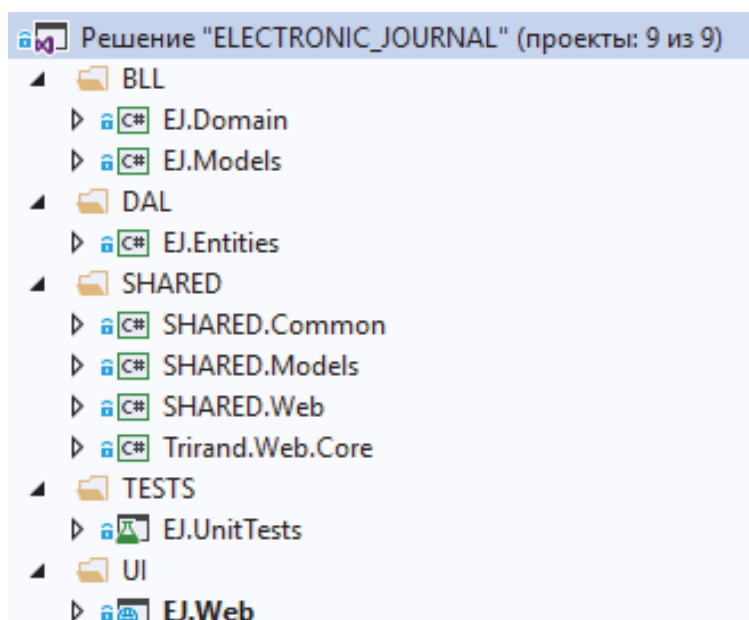 Решение "ELECTRONIC_JOURNAL" (проекты: 9 из 9)
BLL
C# EJ.Domain
C# EJ.Models
DAL
C# EJ.Entities
SHARED
C# SHARED.Common
C# SHARED.Models
C# SHARED.Web
C# Trirand.Web.Core
TESTS
EJ.UnitTests
UI
EJ.Web